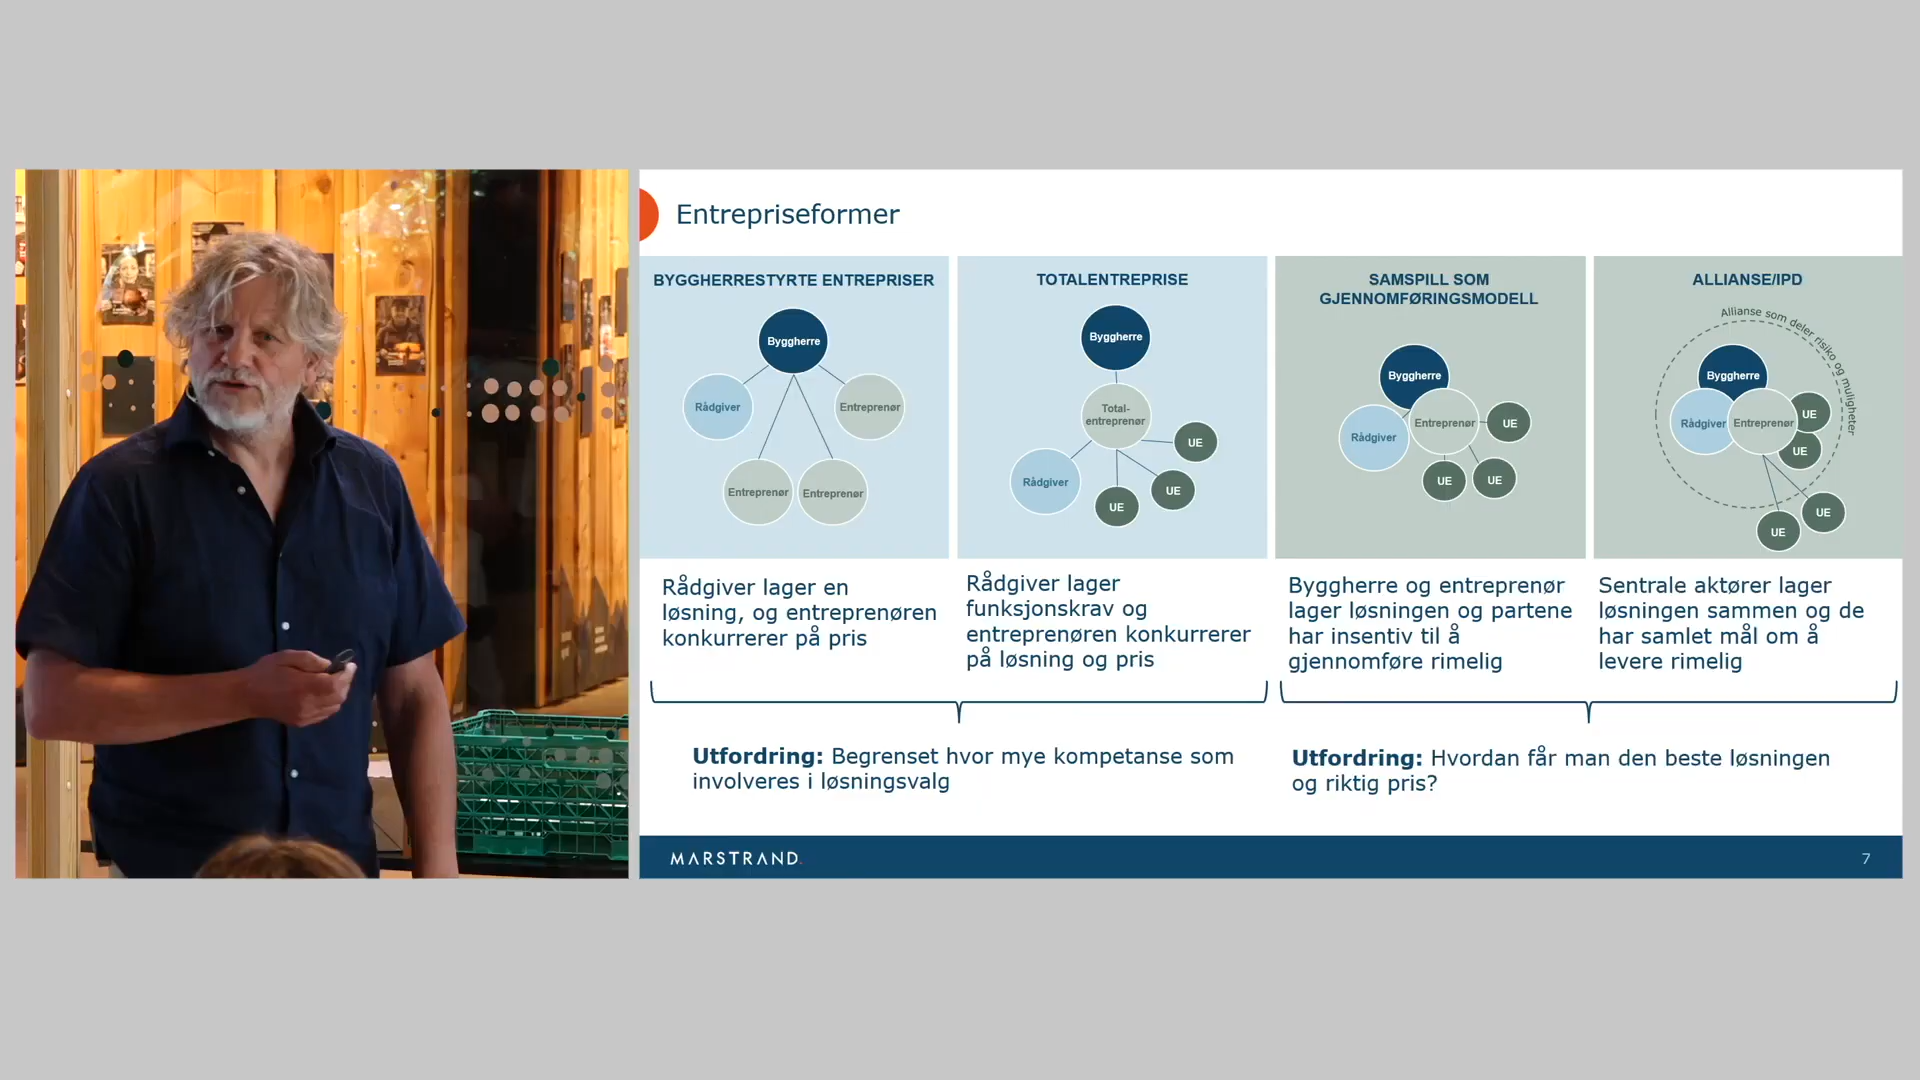 Entrepriseformer
BYGGHERRESTYRTE ENTREPRISER
Byggherre
Rådgiver
Entreprenør
Entreprenør
Entreprenør
Rådgiver lager en
løsning, og entreprenøren
konkurrerer på pris
TOTALENTREPRISE
Byggherre
Total-
entreprenør
UE
Rådgiver
UE
UE
Rådgiver lager
funksjonskrav og
entreprenøren konkurrerer
på løsning og pris
SAMSPILL SOM
GJENNOMFØRINGSMODELL
Byggherre
Entreprenør
UE
Rådgiver
UE
UE
Byggherre og entreprenør
lager løsningen og partene
har insentiv til å
gjennomføre rimelig
ALLIANSE/IPD
Allianse som deler risiko og muligheter
Byggherre
UE
Rådgiver
Entreprenør
UE
UE
UE
Sentrale aktører lager
løsningen sammen og de
har samlet mål om å
levere rimelig
Utfordring: Begrenset hvor mye kompetanse som
involveres i løsningsvalg
Utfordring: Hvordan får man den beste løsningen
og riktig pris?
MARSTRAND.
7